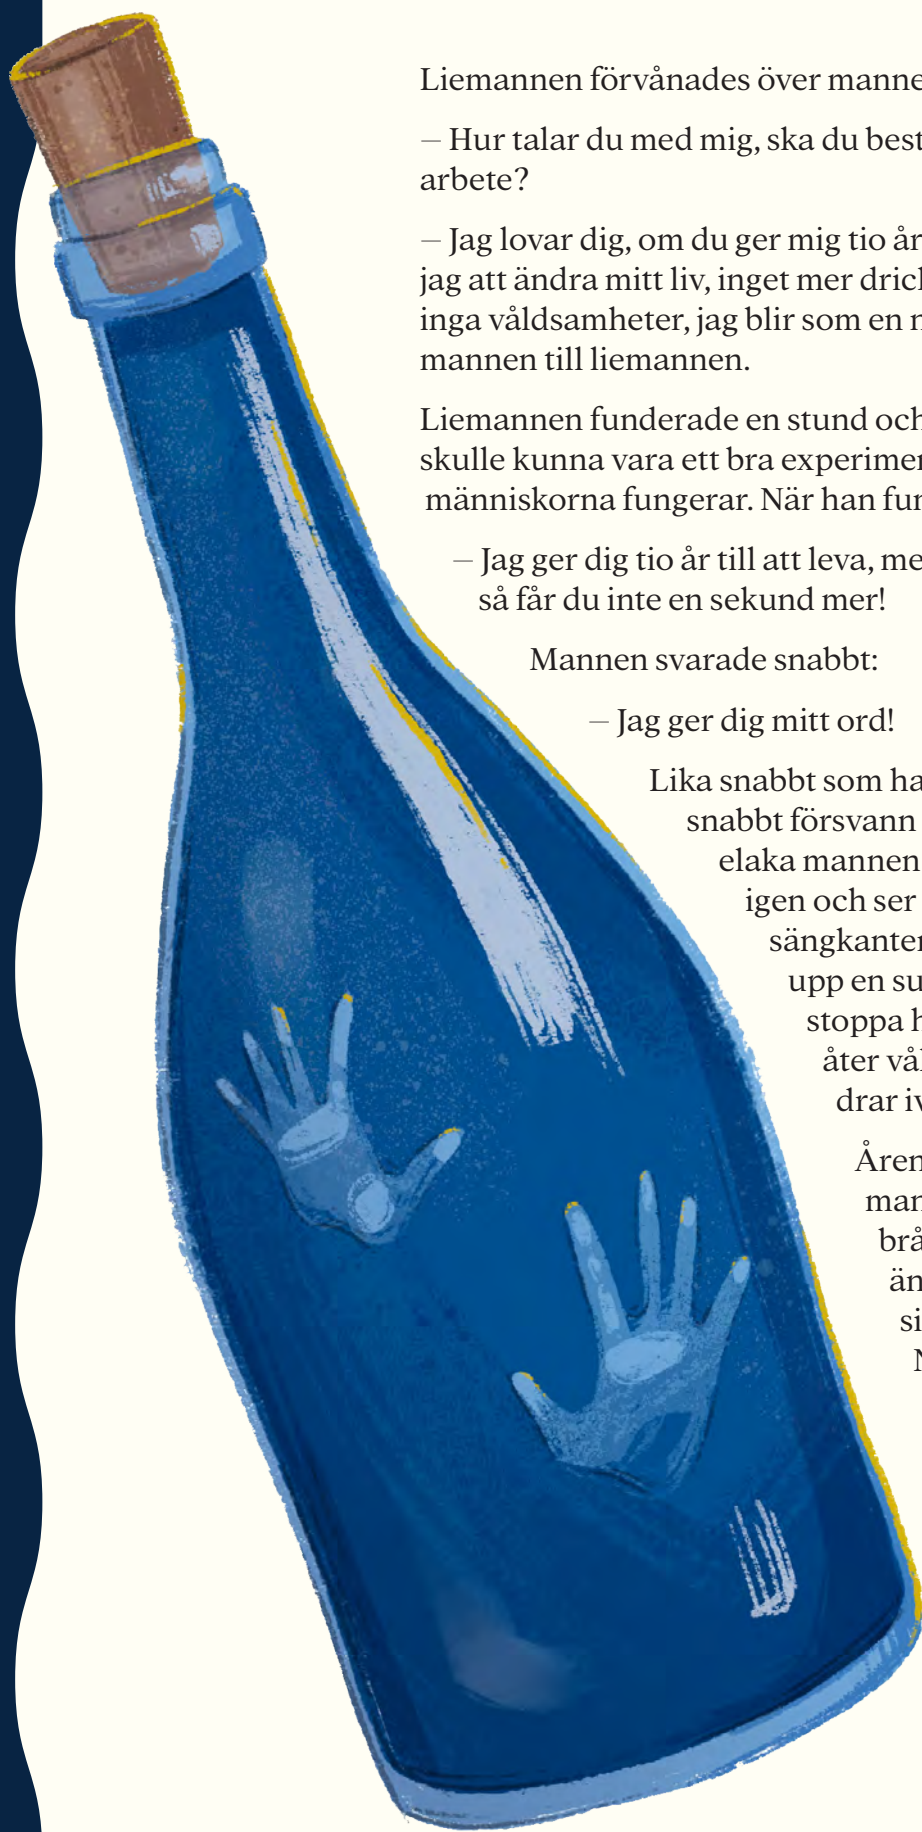 Liemannen förvånades över manne
– Hur talar du med mig, ska du best
arbete?
– Jag lovar dig, om du ger mig tio år
jag att ändra mitt liv, inget mer dric
inga våldsamheter, jag blir som en n
mannen till liemannen.
Liemannen funderade en stund och
skulle kunna vara ett bra experimen
människorna fungerar. När han fun
– Jag ger dig tio år till att leva, me
så får du inte en sekund mer!
Mannen svarade snabbt:
– Jag ger dig mitt ord!
Lika snabbt som ha
snabbt försvann
elaka mannen
igen och ser
sängkanten
upp en su
stoppa h
åter vål
drar iv
Åren
man
brå
än
si